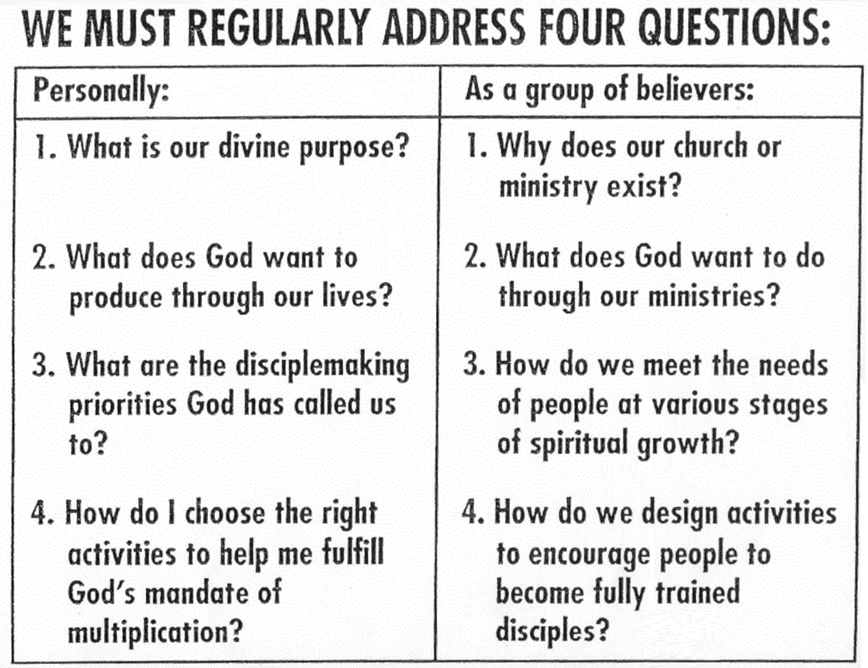 WE MUST REGULARLY ADDRESS FOUR QUESTIONS:
Personally:
1. What is our divine purpose?
2. What does God want to
produce through our lives?
3. What are the disciplemaking
priorities God has called us
to?
4. How do I choose the right
activities to help me fulfill
God's mandate of
multiplication?
As a group of believers:
1. Why does our church or
ministry exist?
2. What does God want to do
through our ministries?
3. How do we meet the needs
of people at various stages
of spiritual growth?
4. How do we design activities
to encourage people to
become fully trained
disciples?